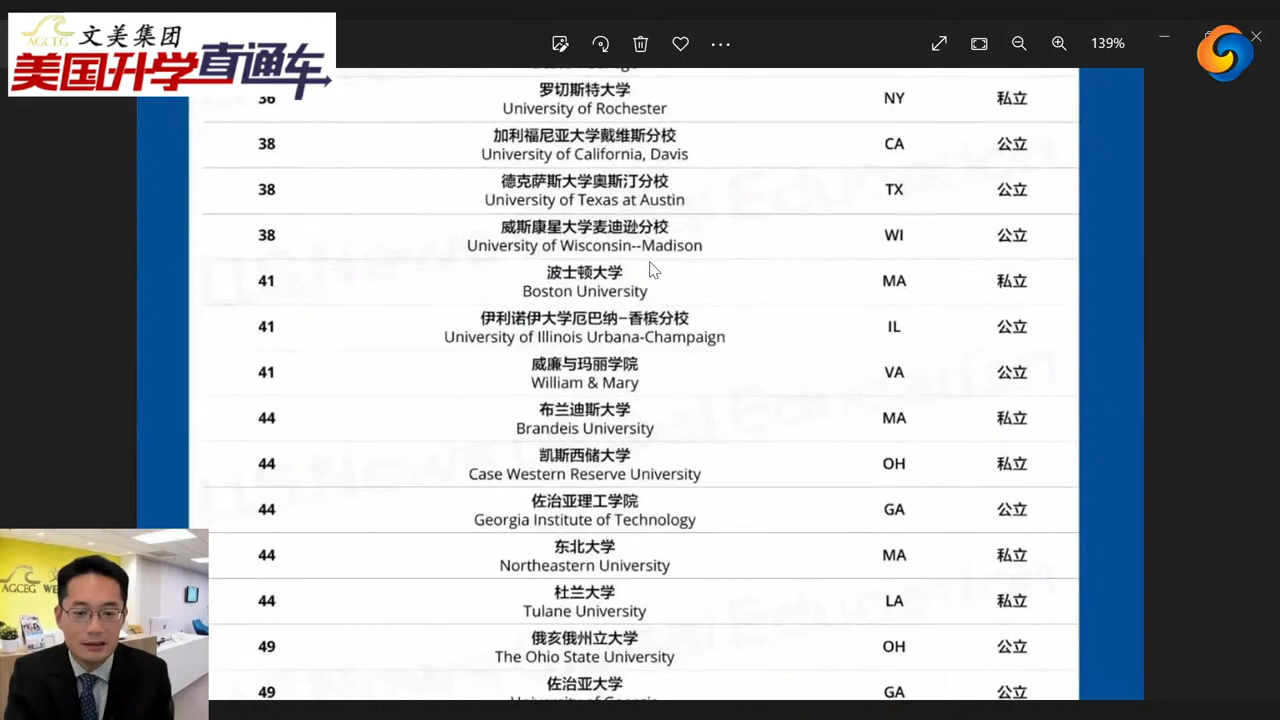 文美集团
AGCEG
美国升学直通车
139%
36 罗切斯特大学 NY 私立
University of Rochester
38 加利福尼亚大学戴维斯分校 CA 公立
University of California, Davis
38 德克萨斯大学奥斯汀分校 TX 公立
University of Texas at Austin
38 威斯康星大学麦迪逊分校 WI 公立
University of Wisconsin--Madison
41 波士顿大学 MA 私立
Boston University
41 伊利诺伊大学厄巴纳-香槟分校 IL 公立
University of Illinois Urbana-Champaign
41 威廉与玛丽学院 VA 公立
William & Mary
44 布兰迪斯大学 MA 私立
Brandeis University
44 凯斯西储大学 OH 私立
Case Western Reserve University
44 佐治亚理工学院 GA 公立
Georgia Institute of Technology
44 东北大学 MA 私立
Northeastern University
44 杜兰大学 LA 私立
Tulane University
49 俄亥俄州立大学 OH 公立
The Ohio State University
49 佐治亚大学 GA 公立
AGCEG WE